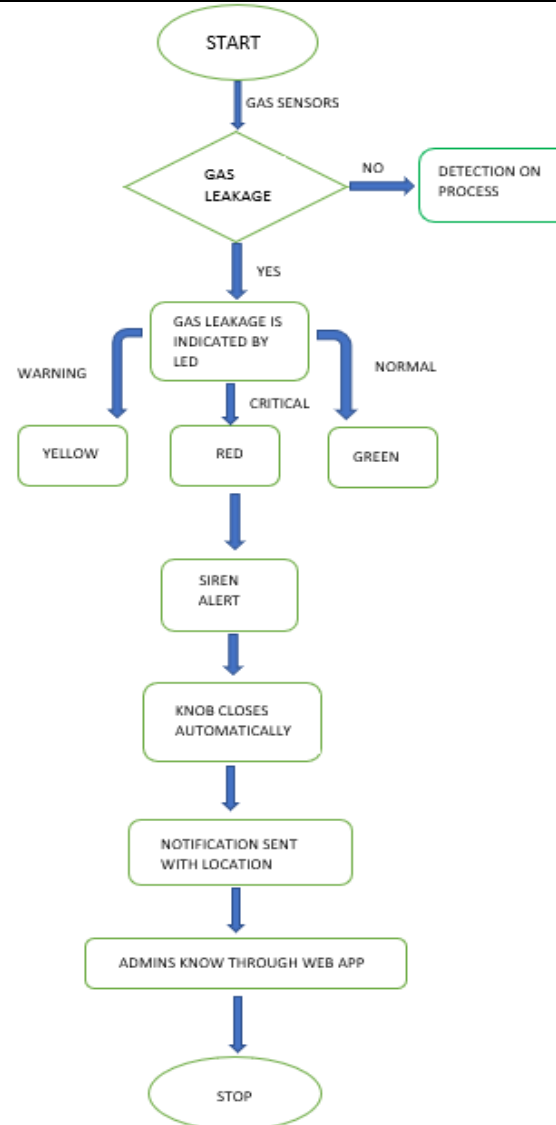 START
GAS SENSORS
GAS
LEAKAGE
NO
DETECTION ON
PROCESS
YES
GAS LEAKAGE IS
INDICATED BY
LED
WARNING
NORMAL
CRITICAL
YELLOW
RED
GREEN
SIREN
ALERT
KNOB CLOSES
AUTOMATICALLY
NOTIFICATION SENT
WITH LOCATION
ADMINS KNOW THROUGH WEB APP
STOP